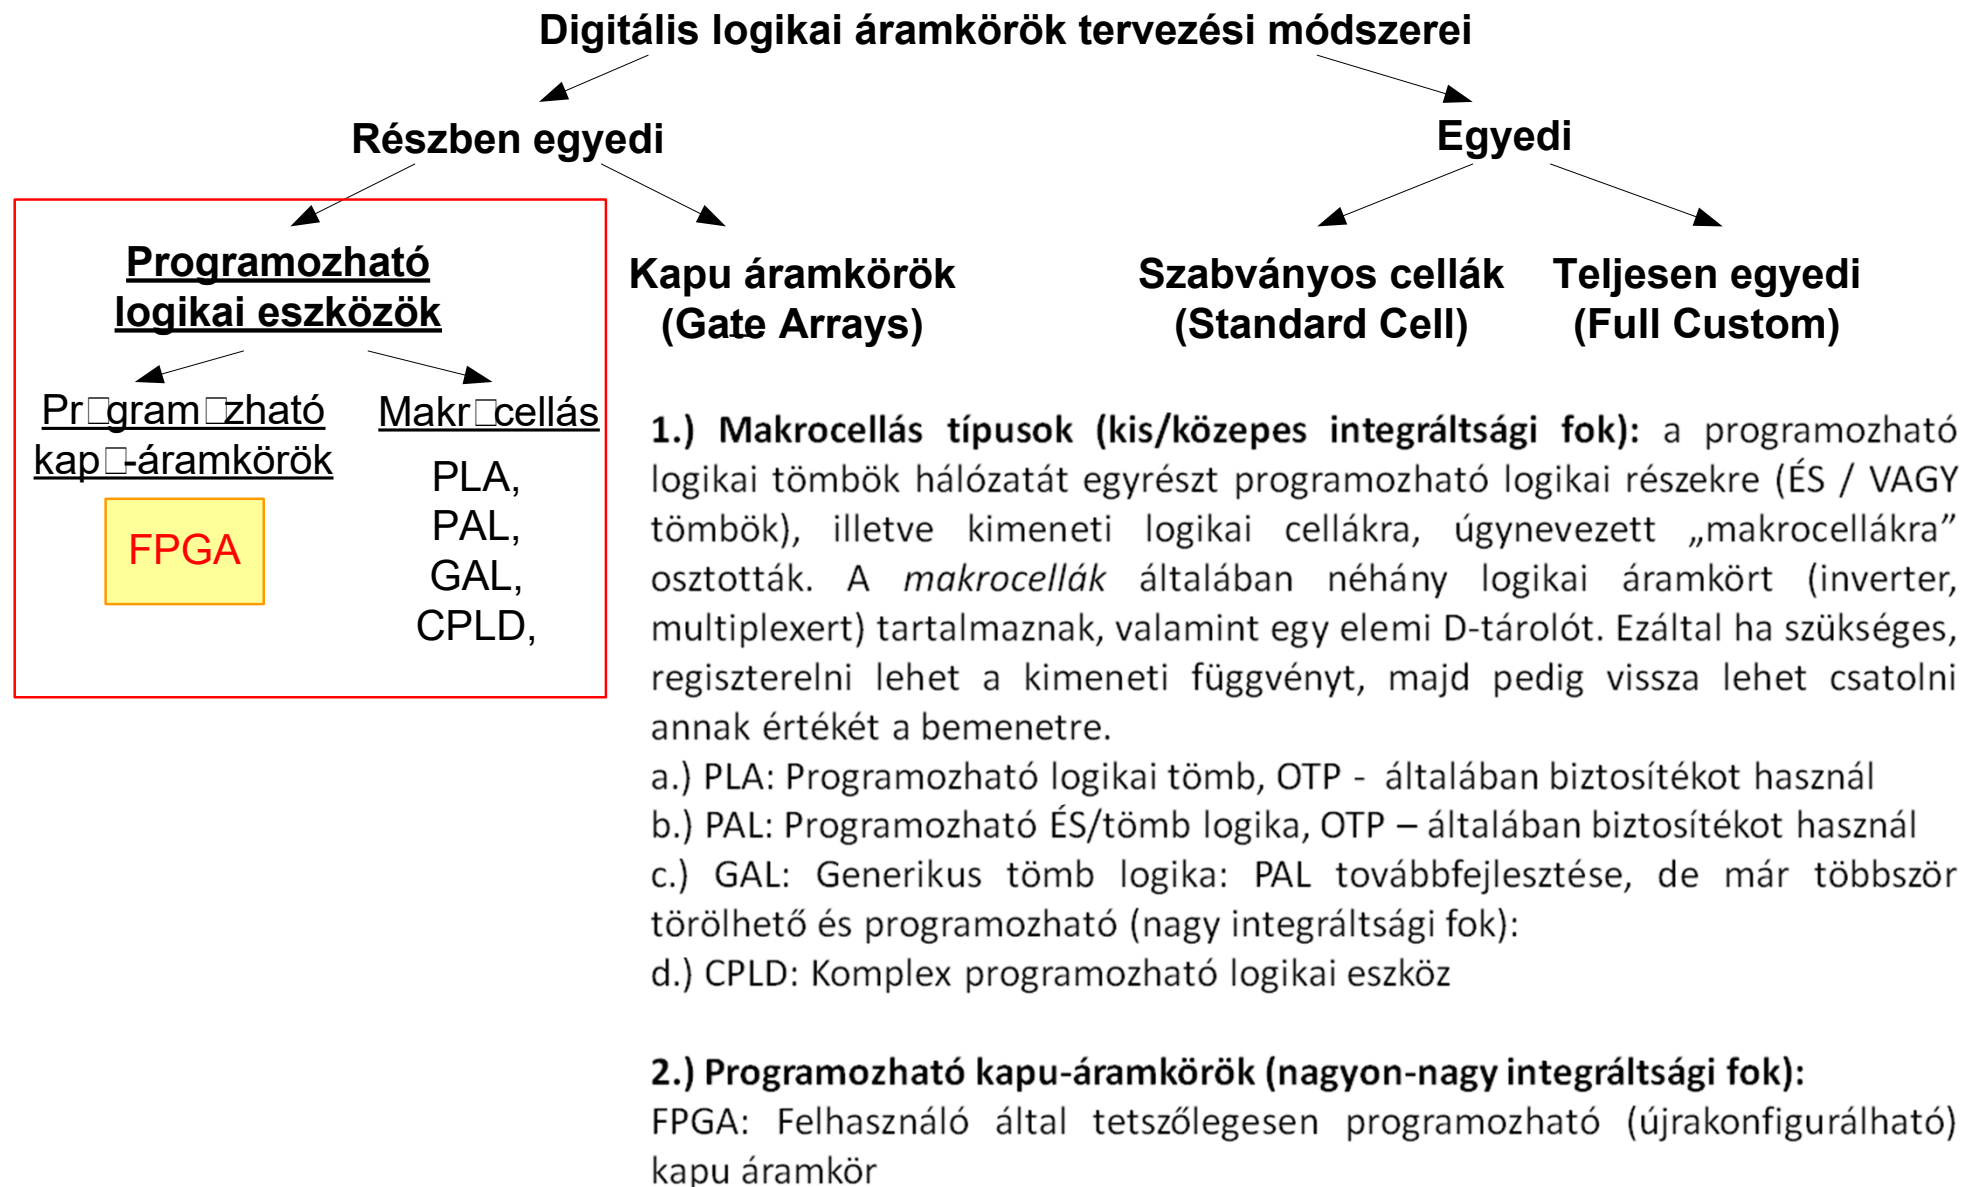 Digitális logikai áramkörök tervezési módszerei
Részben egyedi
Egyedi
Programozható
logikai eszközök
Kapu áramkörök
(Gate Arrays)
Szabványos cellák
(Standard Cell)
Teljesen egyedi
(Full Custom)
Pr□gram□zható
kap□-áramkörök
FPGA
Makr□cellás
PLA,
PAL,
GAL,
CPLD,
1.) Makrocellás típusok (kis/közepes integráltsági fok): a programozható
logikai tömbök hálózatát egyrészt programozható logikai részekre (ÉS / VAGY
tömbök), illetve kimeneti logikai cellákra, úgynevezett „makrocellákra”
osztották. A makrocellák általában néhány logikai áramkört (inverter,
multiplexert) tartalmaznak, valamint egy elemi D-tárolót. Ezáltal ha szükséges,
regiszterelni lehet a kimeneti függvényt, majd pedig vissza lehet csatolni
annak értékét a bemenetre.
a.) PLA: Programozható logikai tömb, OTP - általában biztosítékot használ
b.) PAL: Programozható ÉS/tömb logika, OTP – általában biztosítékot használ
c.) GAL: Generikus tömb logika: PAL továbbfejlesztése, de már többször
törölhető és programozható (nagy integráltsági fok):
d.) CPLD: Komplex programozható logikai eszköz
2.) Programozható kapu-áramkörök (nagyon-nagy integráltsági fok):
FPGA: Felhasználó által tetszőlegesen programozható (újrakonfigurálható)
kapu áramkör